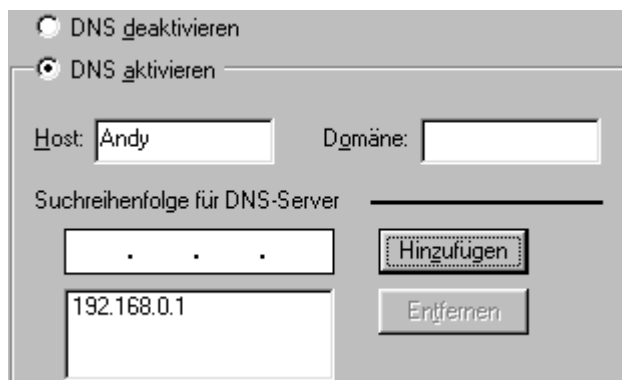 DNS deaktivieren
DNS aktivieren
Host: Andy Domäne:
Suchreihenfolge für DNS-Server
. . . Hinzufügen
192.168.0.1 Entfernen